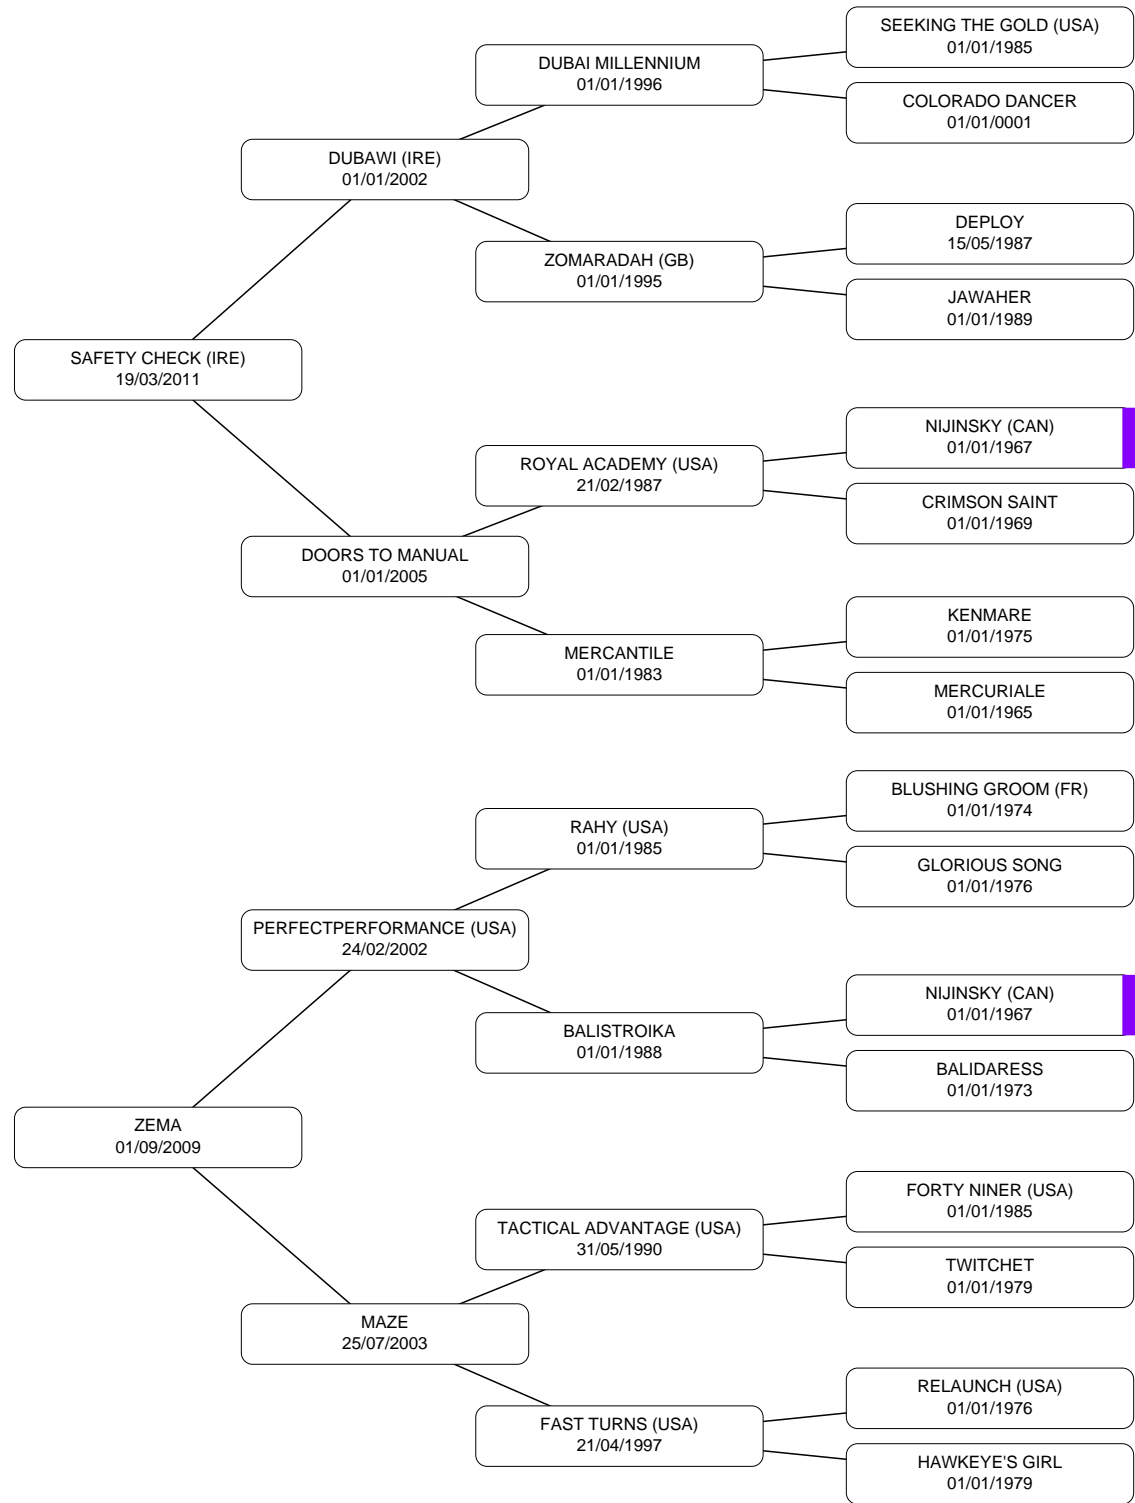 SEEKING THE GOLD (USA)
01/01/1985
DUBAI MILLENNIUM
01/01/1996
COLORADO DANCER
01/01/0001
DUBAWI (IRE)
01/01/2002
DEPLOY
15/05/1987
ZOMARADAH (GB)
01/01/1995
JAWAHER
01/01/1989
SAFETY CHECK (IRE)
19/03/2011
NIJINSKY (CAN)
01/01/1967
ROYAL ACADEMY (USA)
21/02/1987
CRIMSON SAINT
01/01/1969
DOORS TO MANUAL
01/01/2005
KENMARE
01/01/1975
MERCANTILE
01/01/1983
MERCURIALE
01/01/1965
BLUSHING GROOM (FR)
01/01/1974
RAHY (USA)
01/01/1985
GLORIOUS SONG
01/01/1976
PERFECTPERFORMANCE (USA)
24/02/2002
NIJINSKY (CAN)
01/01/1967
BALISTROIKA
01/01/1988
BALIDARESS
01/01/1973
ZEMA
01/09/2009
FORTY NINER (USA)
01/01/1985
TACTICAL ADVANTAGE (USA)
31/05/1990
TWITCHET
01/01/1979
MAZE
25/07/2003
RELAUNCH (USA)
01/01/1976
FAST TURNS (USA)
21/04/1997
HAWKEYE'S GIRL
01/01/1979